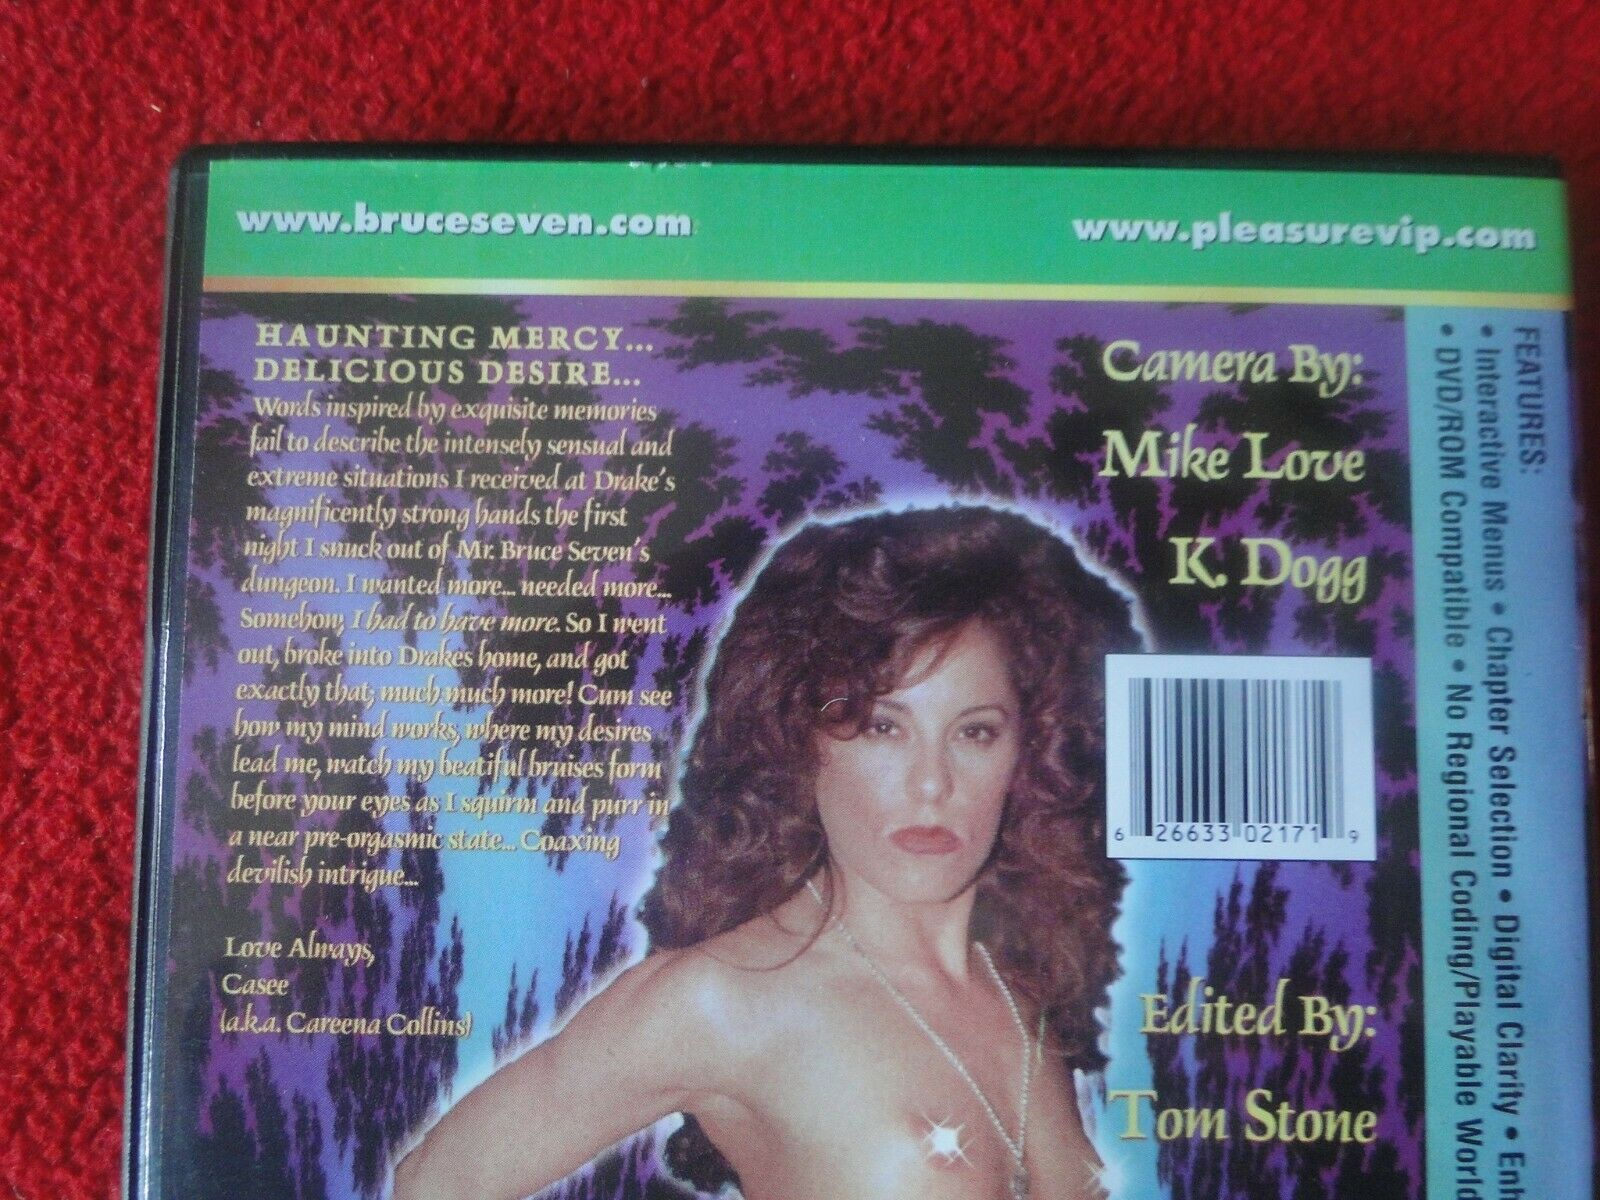 www.bruceseven.com
www.pleasurevip.com
HAUNTING MERCY...
DELICIOUS DESIRE...
Words inspired by exquisite memories
fail to describe the intensely sensual and
extreme situations I received at Drake's
magnificently strong hands the first
night I snuck out of Mr. Bruce Seven's
dungeon. I wanted more... needed more...
Somehow, I had to have more. So I went
out, broke into Drakes home, and got
exactly that; much much more! Cum see
how my mind works, where my desires
lead me, watch my beatiful bruises form
before your eyes as I squirm and purr in
a near pre-orgasmic state... Coaxing
devilish intrigue...
Love Always,
Casee
(a.k.a. Careena Collins)
Camera By:
Mike Love
K. Dogg
6 26633 02171 9
Edited By:
Tom Stone
FEATURES:
• Interactive Menus • Chapter Selection • Digital Clarity • Enh
• DVD/ROM Compatible • No Regional Coding/Playable World